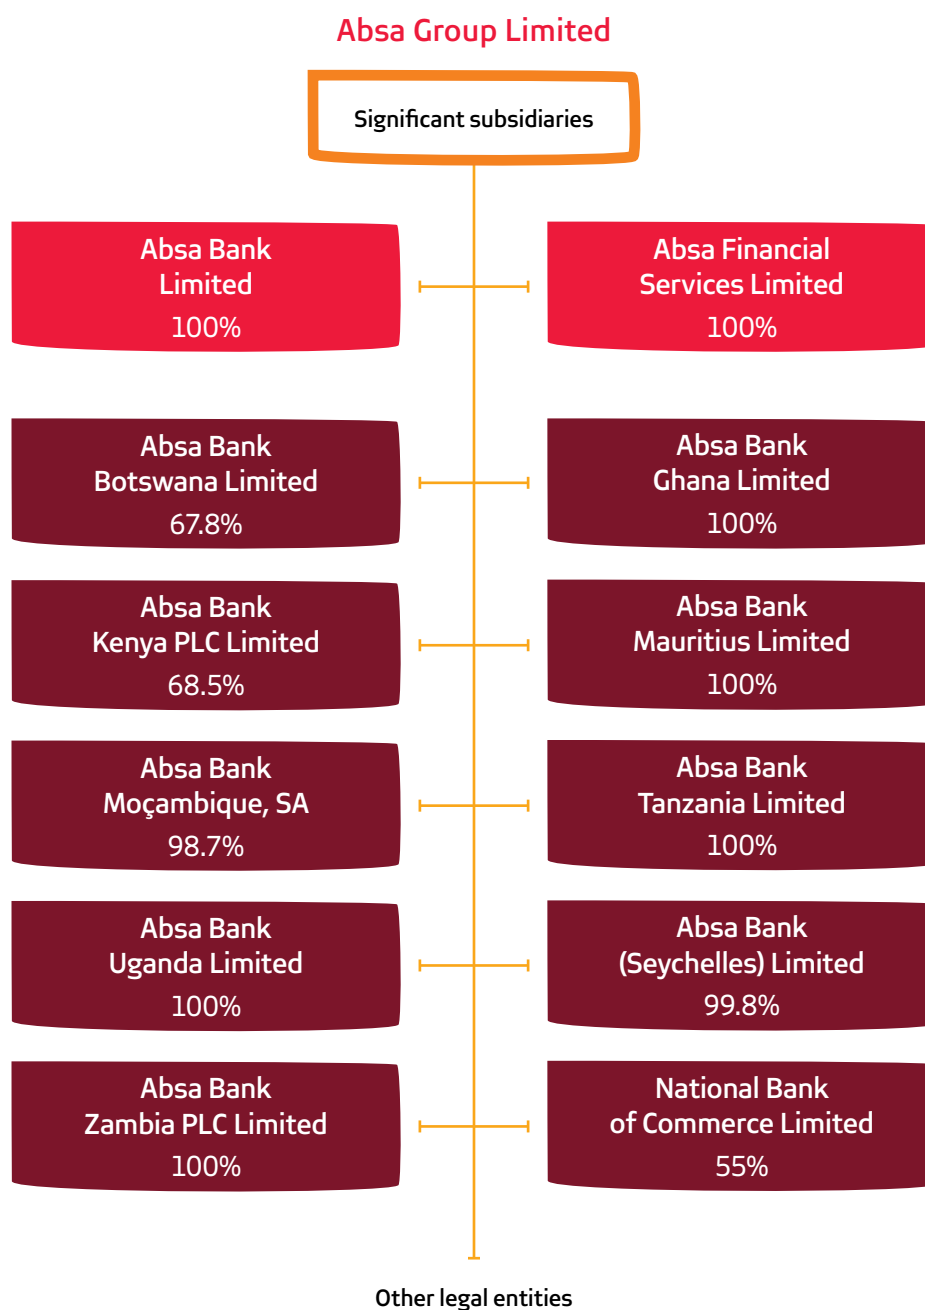 Absa Group Limited
Significant subsidiaries
Absa Bank
Limited
100%
Absa Financial
Services Limited
100%
Absa Bank
Botswana Limited
67.8%
Absa Bank
Ghana Limited
100%
Absa Bank
Kenya PLC Limited
68.5%
Absa Bank
Mauritius Limited
100%
Absa Bank
Moçambique, SA
98.7%
Absa Bank
Tanzania Limited
100%
Absa Bank
Uganda Limited
100%
Absa Bank
(Seychelles) Limited
99.8%
Absa Bank
Zambia PLC Limited
100%
National Bank
of Commerce Limited
55%
Other legal entities